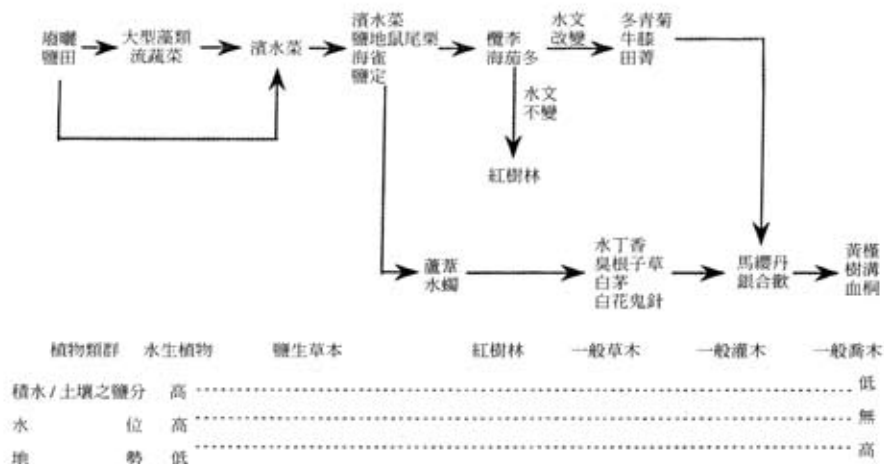 廢曬
鹽田
大型藻類
流蔬菜
濱水菜
濱水菜
鹽地鼠尾粟
海雀
鹽定
欖李
海茄苳
水文
改變
冬青菊
牛膝
田菁
水文
不變
紅樹林
蘆葦
水蠋
水丁香
臭根子草
白茅
白花鬼針
馬纓丹
銀合歡
黃槿
樹溝
血桐
植物類群 水生植物 鹽生草本 紅樹林 一般草木 一般灌木 一般喬木
積水/土壤之鹽分 高 低
水 位 高 無
地 勢 低 高